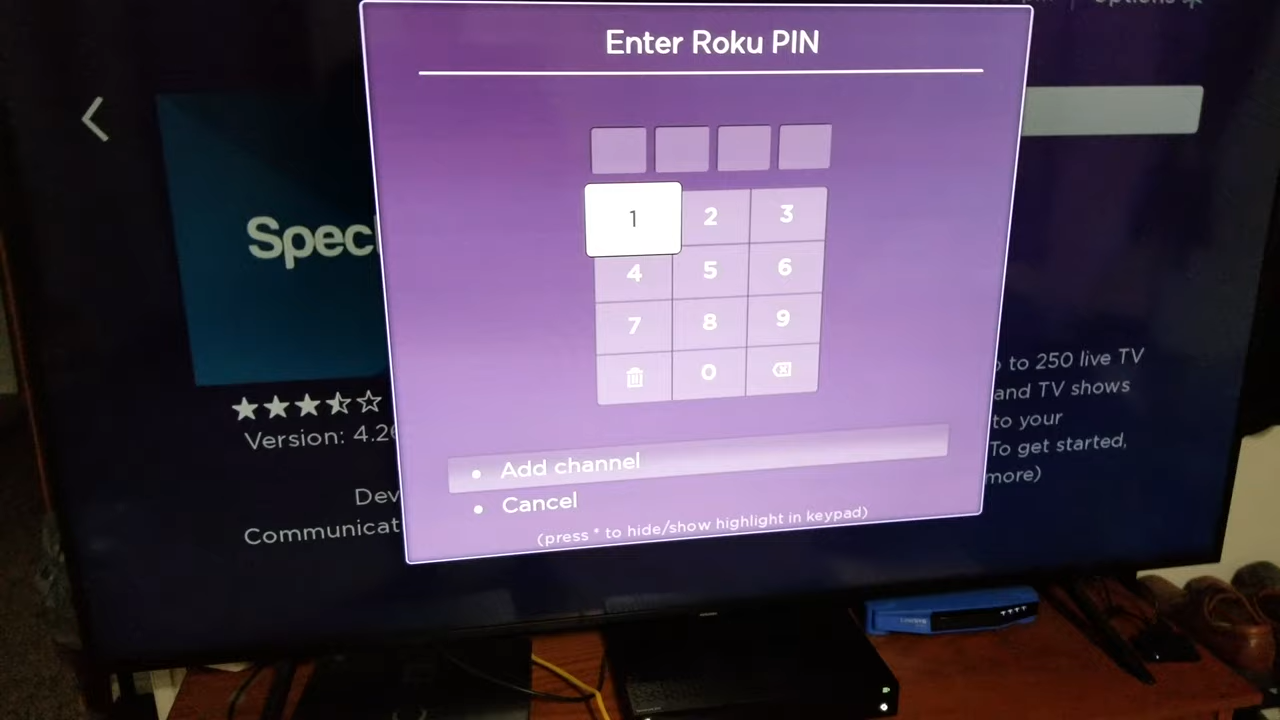 Options
Enter Roku PIN
1 2 3
4 5 6
7 8 9
0
Spec
Version: 4.26
Dev
Communicat
to 250 live TV
and TV shows
to your
To get started,
more)
Add channel
Cancel
(press * to hide/show highlight in keypad)